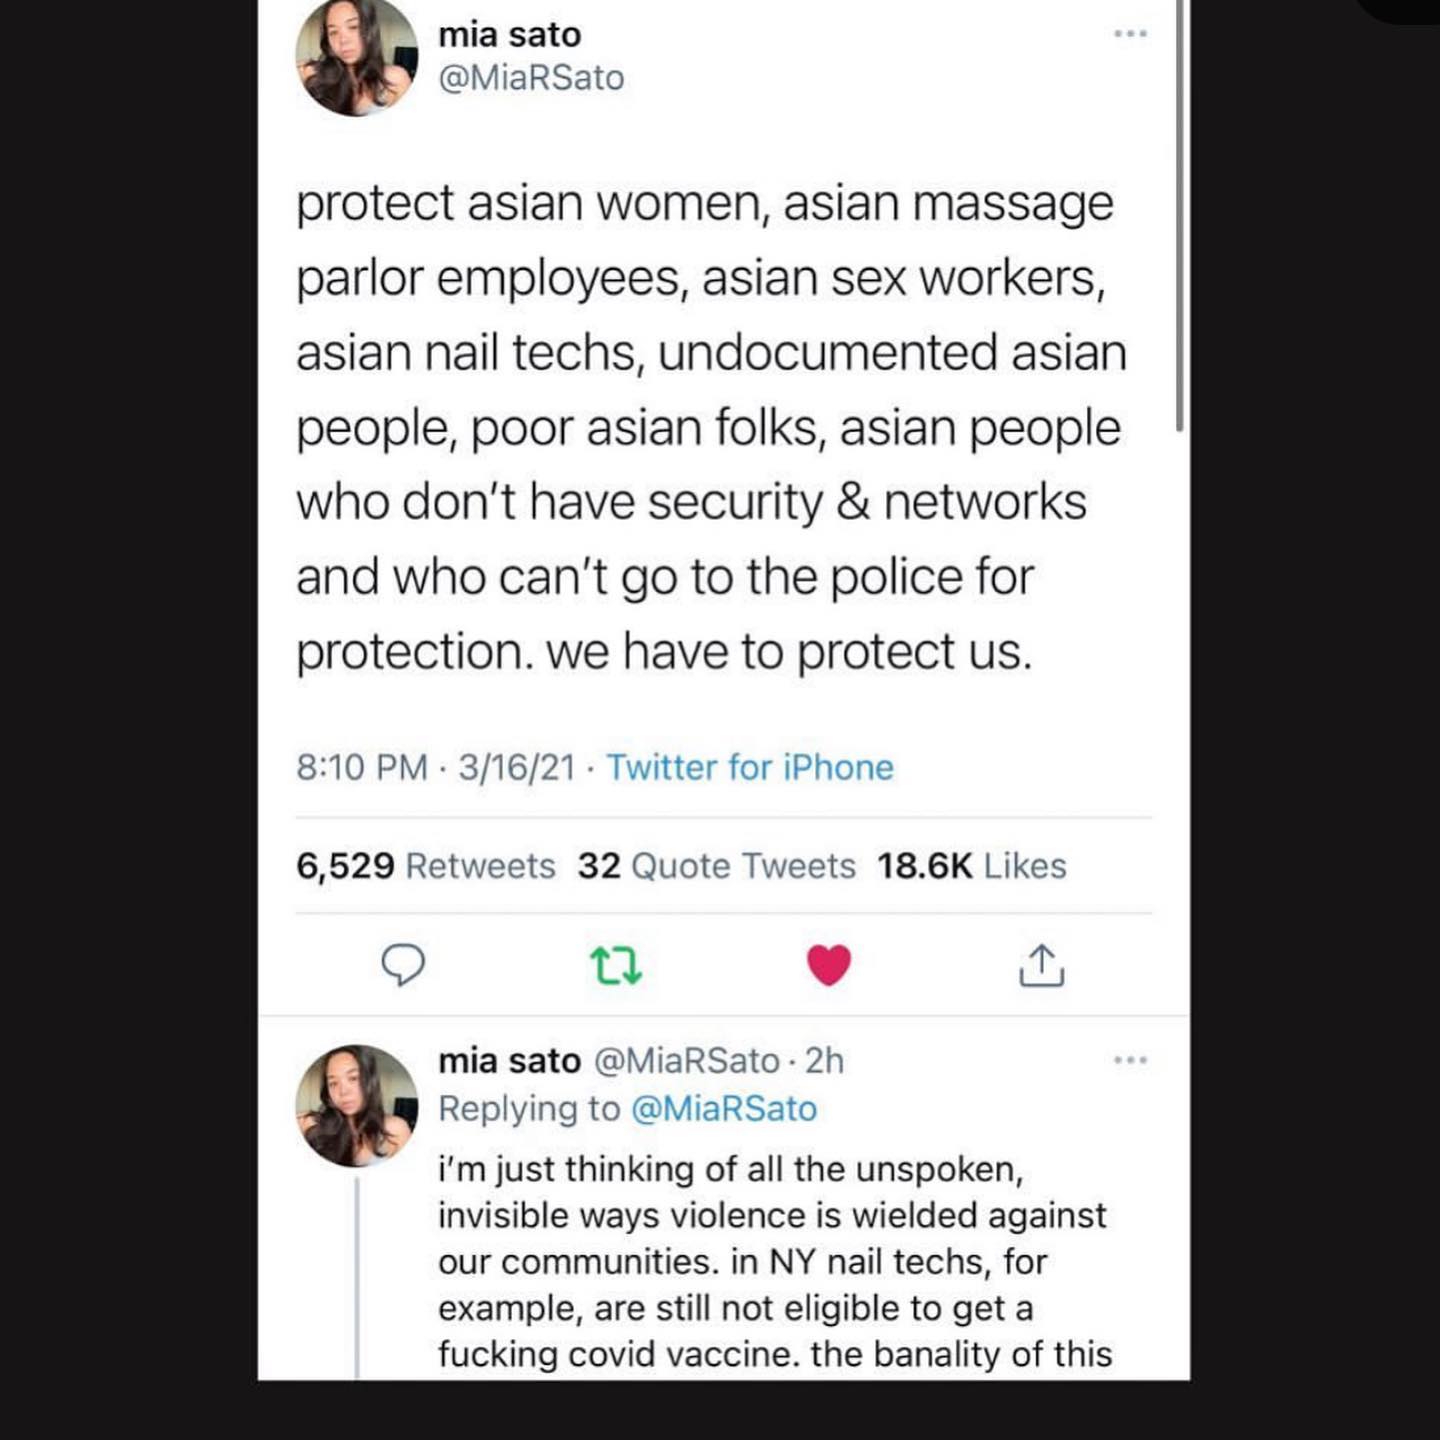 mia sato
@MiaRSato
protect asian women, asian massage
parlor employees, asian sex workers,
asian nail techs, undocumented asian
people, poor asian folks, asian people
who don't have security & networks
and who can't go to the police for
protection. we have to protect us.
8:10 PM · 3/16/21 · Twitter for iPhone
6,529 Retweets 32 Quote Tweets 18.6K Likes
mia sato @MiaRSato · 2h
Replying to @MiaRSato
i'm just thinking of all the unspoken,
invisible ways violence is wielded against
our communities. in NY nail techs, for
example, are still not eligible to get a
fucking covid vaccine. the banality of this